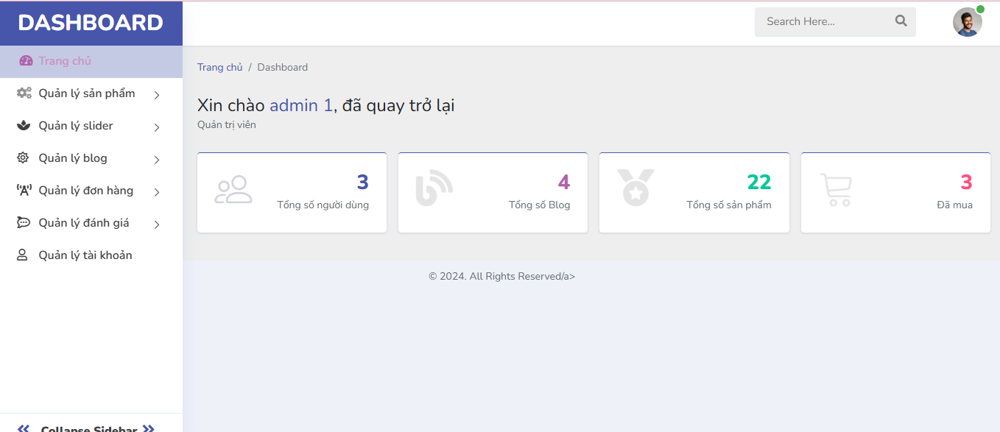 DASHBOARD
Search Here...
Trang chủ
Quản lý sản phẩm
Quản lý slider
Quản lý blog
Quản lý đơn hàng
Quản lý đánh giá
Quản lý tài khoản
Collapse Sidebar
Trang chủ / Dashboard
Xin chào admin 1, đã quay trở lại
Quản trị viên
3
Tổng số người dùng
4
Tổng số Blog
22
Tổng số sản phẩm
3
Đã mua
© 2024. All Rights Reserved/a>